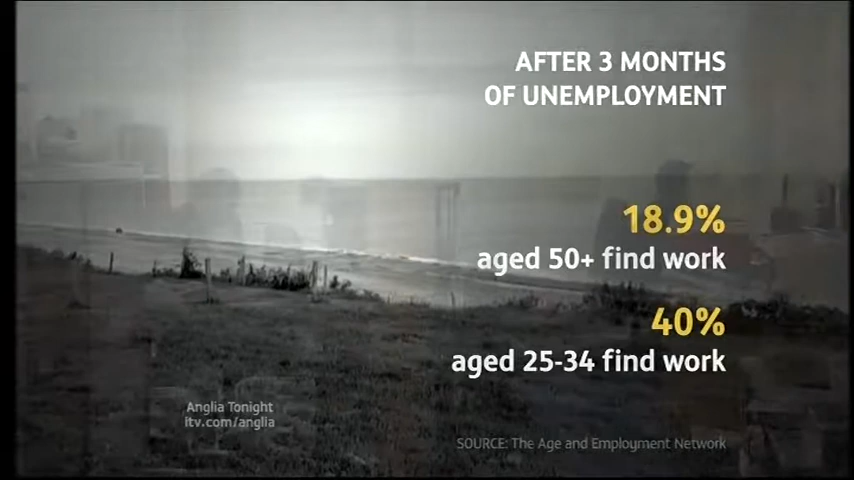 AFTER 3 MONTHS
OF UNEMPLOYMENT
18.9%
aged 50+ find work
40%
aged 25-34 find work
Anglia Tonight
itv.com/anglia
SOURCE: The Age and Employment Network